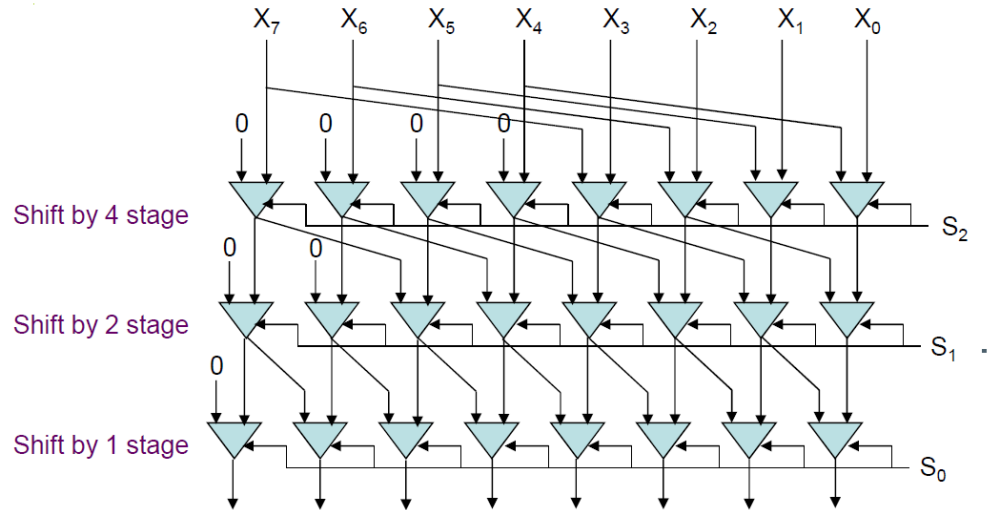 X₇ X₆ X₅ X₄ X₃ X₂ X₁ X₀
0 0 0 0
Shift by 4 stage S₂
0 0
Shift by 2 stage S₁
0
Shift by 1 stage S₀